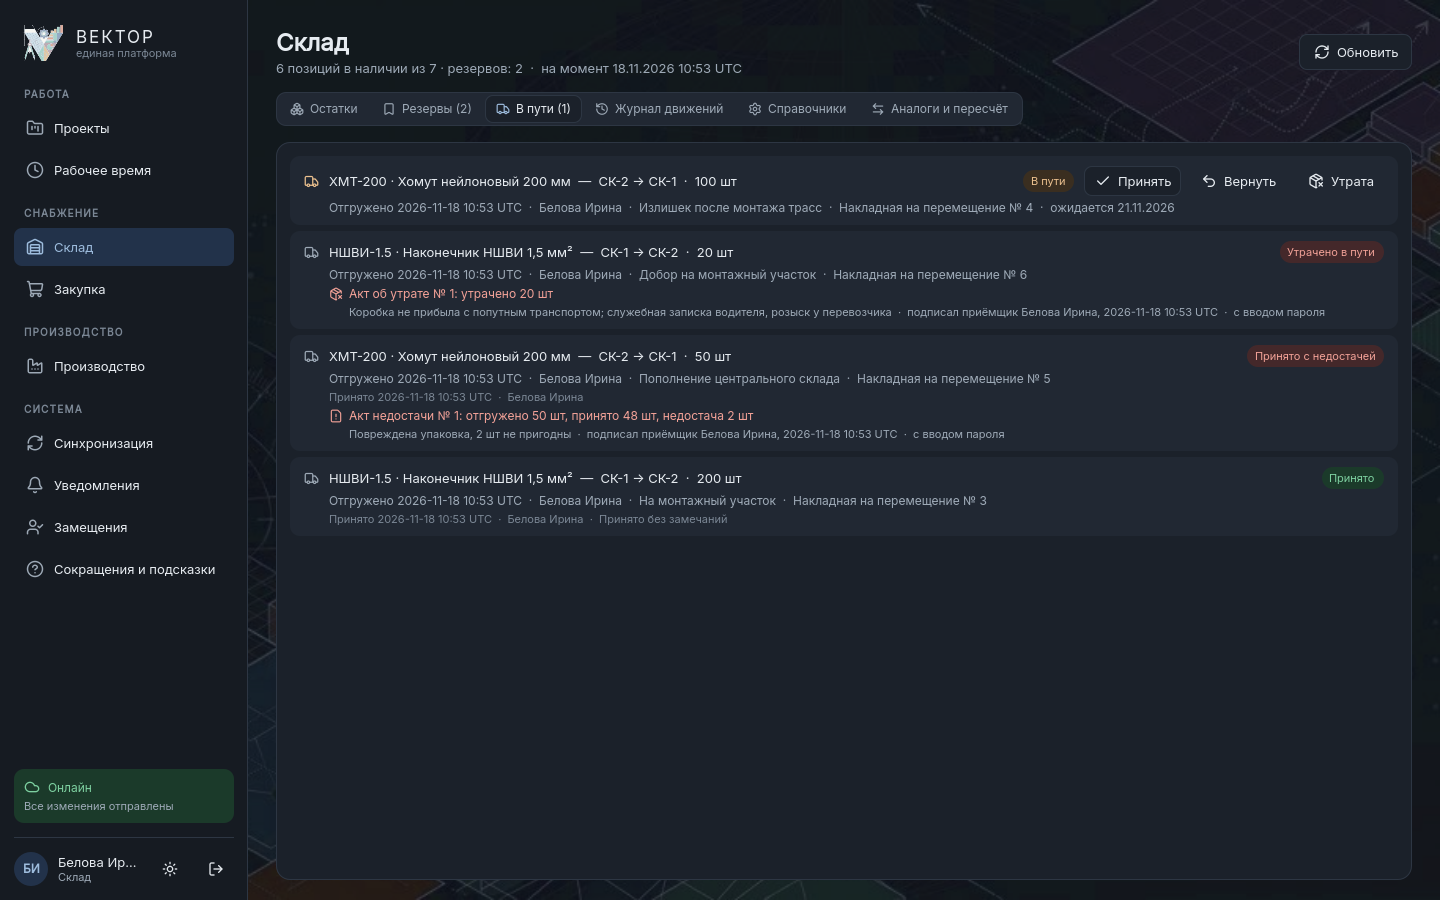 ВЕКТОР
единая платформа
РАБОТА
Проекты
Рабочее время
СНАБЖЕНИЕ
Склад
Закупка
ПРОИЗВОДСТВО
Производство
СИСТЕМА
Синхронизация
Уведомления
Замещения
Сокращения и подсказки
Онлайн
Все изменения отправлены
БИ
Белова Ир...
Склад
Склад
6 позиций в наличии из 7 · резервов: 2 · на момент 18.11.2026 10:53 UTC
Обновить
Остатки
Резервы (2)
В пути (1)
Журнал движений
Справочники
Аналоги и пересчёт
ХМТ-200 · Хомут нейлоновый 200 мм — СК-2 → СК-1 · 100 шт
В пути
Принять
Вернуть
Утрата
Отгружено 2026-11-18 10:53 UTC · Белова Ирина · Излишек после монтажа трасс · Накладная на перемещение № 4 · ожидается 21.11.2026
НШВИ-1.5 · Наконечник НШВИ 1,5 мм² — СК-1 → СК-2 · 20 шт
Утрачено в пути
Отгружено 2026-11-18 10:53 UTC · Белова Ирина · Добор на монтажный участок · Накладная на перемещение № 6
Акт об утрате № 1: утрачено 20 шт
Коробка не прибыла с попутным транспортом; служебная записка водителя, розыск у перевозчика · подписал приёмщик Белова Ирина, 2026-11-18 10:53 UTC · с вводом пароля
ХМТ-200 · Хомут нейлоновый 200 мм — СК-2 → СК-1 · 50 шт
Принято с недостачей
Отгружено 2026-11-18 10:53 UTC · Белова Ирина · Пополнение центрального склада · Накладная на перемещение № 5
Принято 2026-11-18 10:53 UTC · Белова Ирина
Акт недостачи № 1: отгружено 50 шт, принято 48 шт, недостача 2 шт
Повреждена упаковка, 2 шт не пригодны · подписал приёмщик Белова Ирина, 2026-11-18 10:53 UTC · с вводом пароля
НШВИ-1.5 · Наконечник НШВИ 1,5 мм² — СК-1 → СК-2 · 200 шт
Принято
Отгружено 2026-11-18 10:53 UTC · Белова Ирина · На монтажный участок · Накладная на перемещение № 3
Принято 2026-11-18 10:53 UTC · Белова Ирина · Принято без замечаний